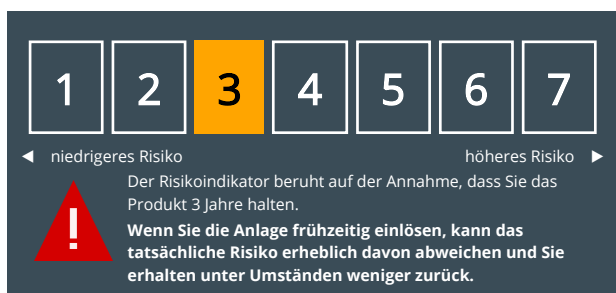 1 2 3 4 5 6 7
◄ niedrigeres Risiko höheres Risiko ►
Der Risikoindikator beruht auf der Annahme, dass Sie das
Produkt 3 Jahre halten.
!
Wenn Sie die Anlage frühzeitig einlösen, kann das
tatsächliche Risiko erheblich davon abweichen und Sie
erhalten unter Umständen weniger zurück.